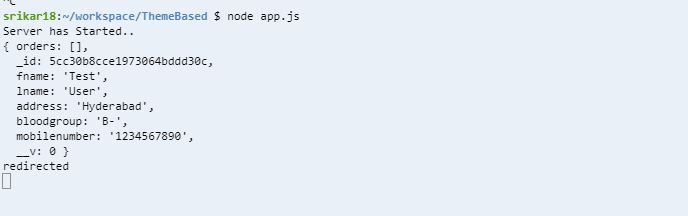 ^C
srikar18:~/workspace/ThemeBased $ node app.js
Server has Started..
{ orders: [],
  _id: 5cc30b8cce1973064bddd30c,
  fname: 'Test',
  lname: 'User',
  address: 'Hyderabad',
  bloodgroup: 'B-',
  mobilenumber: '1234567890',
  __v: 0 }
redirected